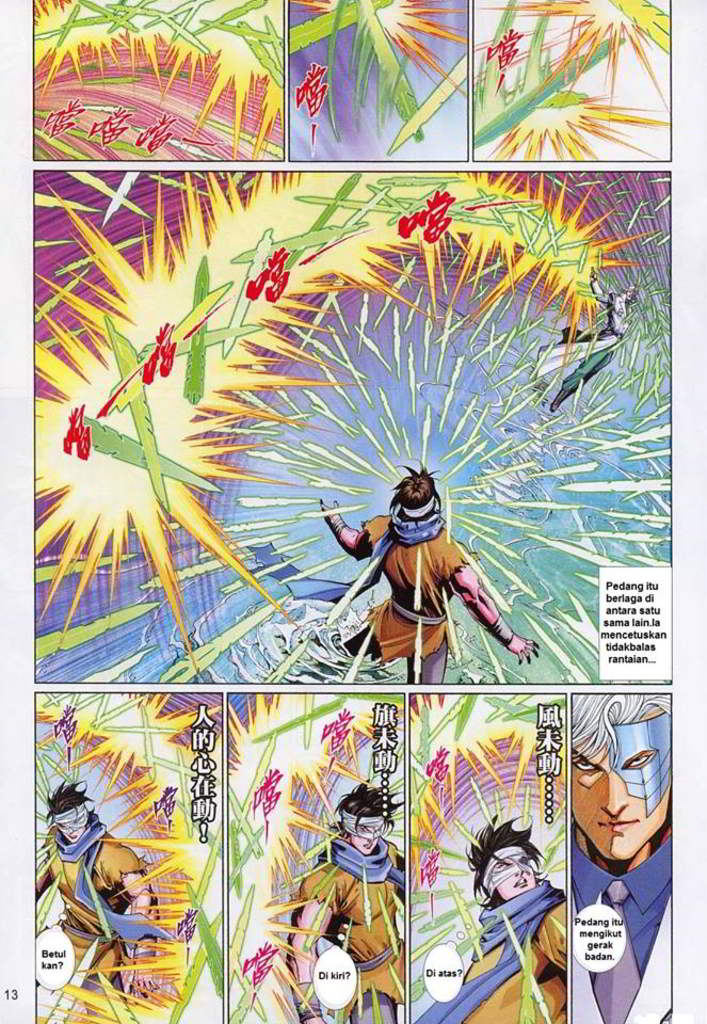 噹 噹 噹
噹
噹
噹
噹
噹
噹
Pedang itu
berlaga di
antara satu
sama lain.Ia
mencetuskan
tidakbalas
rantaian...
風未動……
噹
噹
Pedang itu
mengikut
gerak
badan.
Di atas?
旗未動……
噹
噹
噹
Di kiri?
人的心在動！
噹
噹
噹
Betul
kan?
13